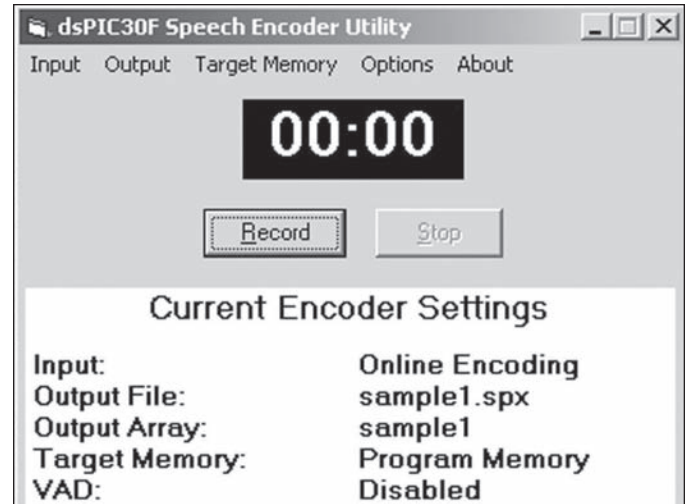 dsPIC30F Speech Encoder Utility
Input Output Target Memory Options About
00:00
Record Stop
Current Encoder Settings
Input: Online Encoding
Output File: sample1.spx
Output Array: sample1
Target Memory: Program Memory
VAD: Disabled